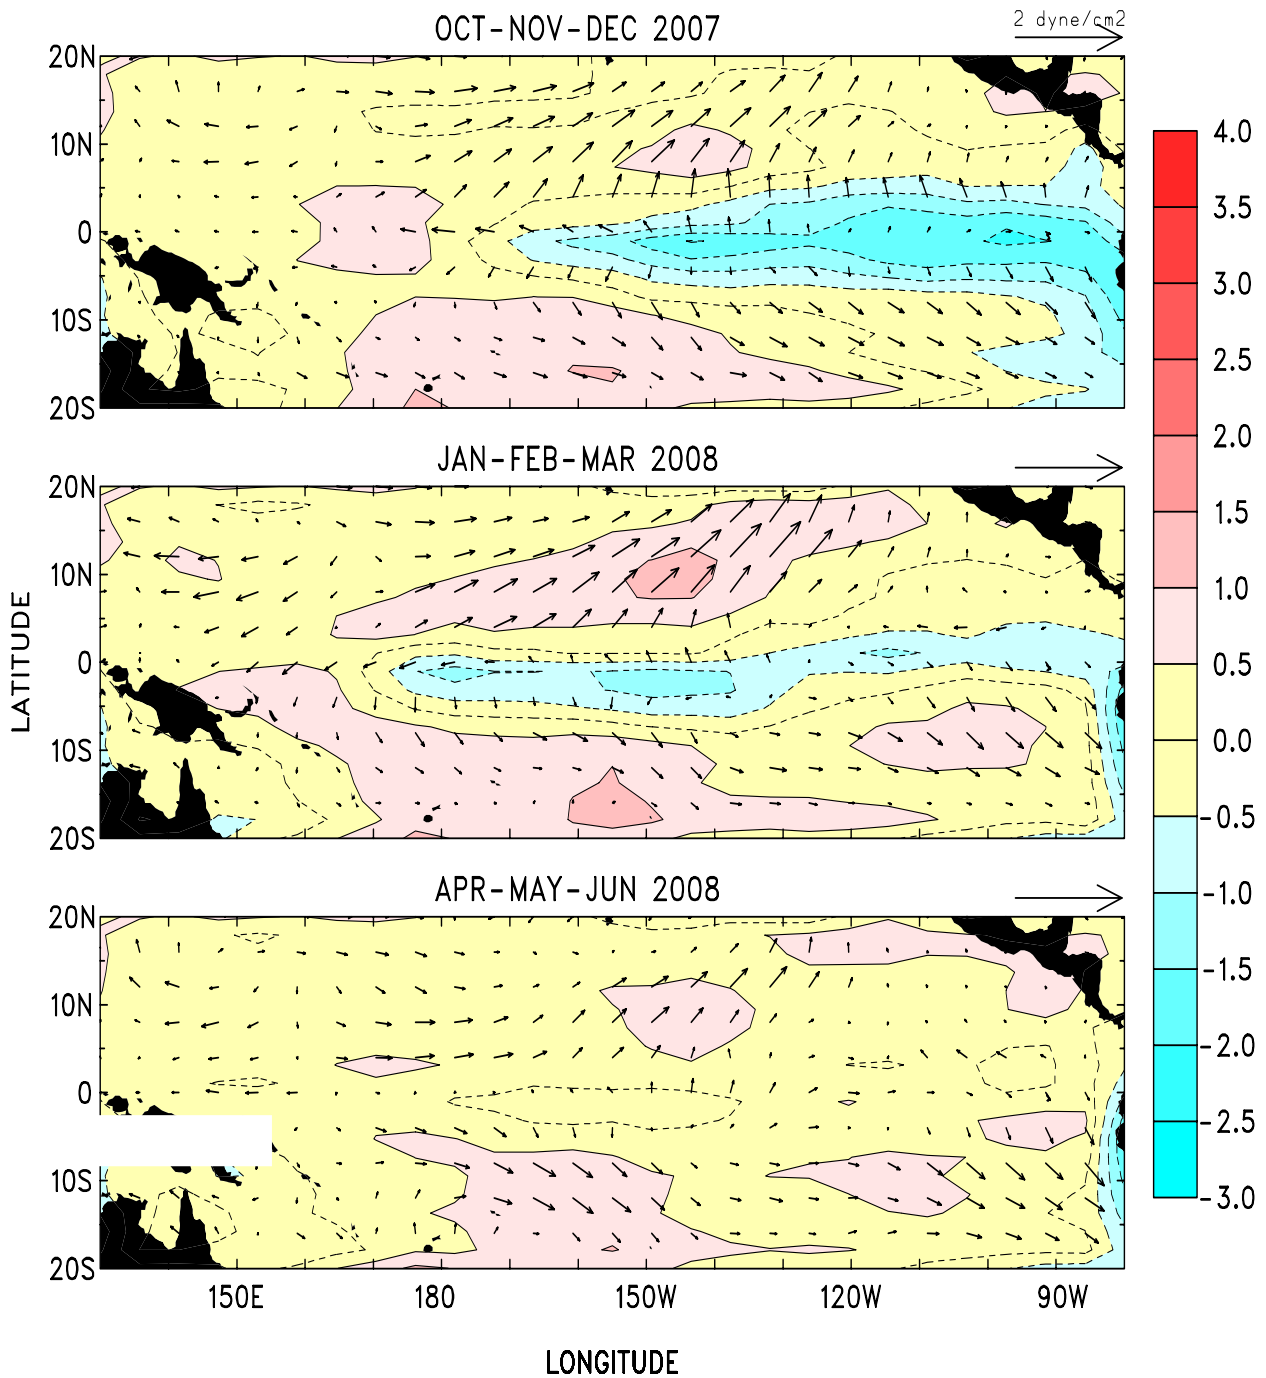 OCT-NOV-DEC 2007
2 dyne/cm2
20N
10N
0
10S
20S
JAN-FEB-MAR 2008
20N
10N
0
10S
20S
LATITUDE
APR-MAY-JUN 2008
20N
10N
0
10S
20S
150E 180 150W 120W 90W
LONGITUDE
4.0
3.5
3.0
2.5
2.0
1.5
1.0
0.5
0.0
-0.5
-1.0
-1.5
-2.0
-2.5
-3.0